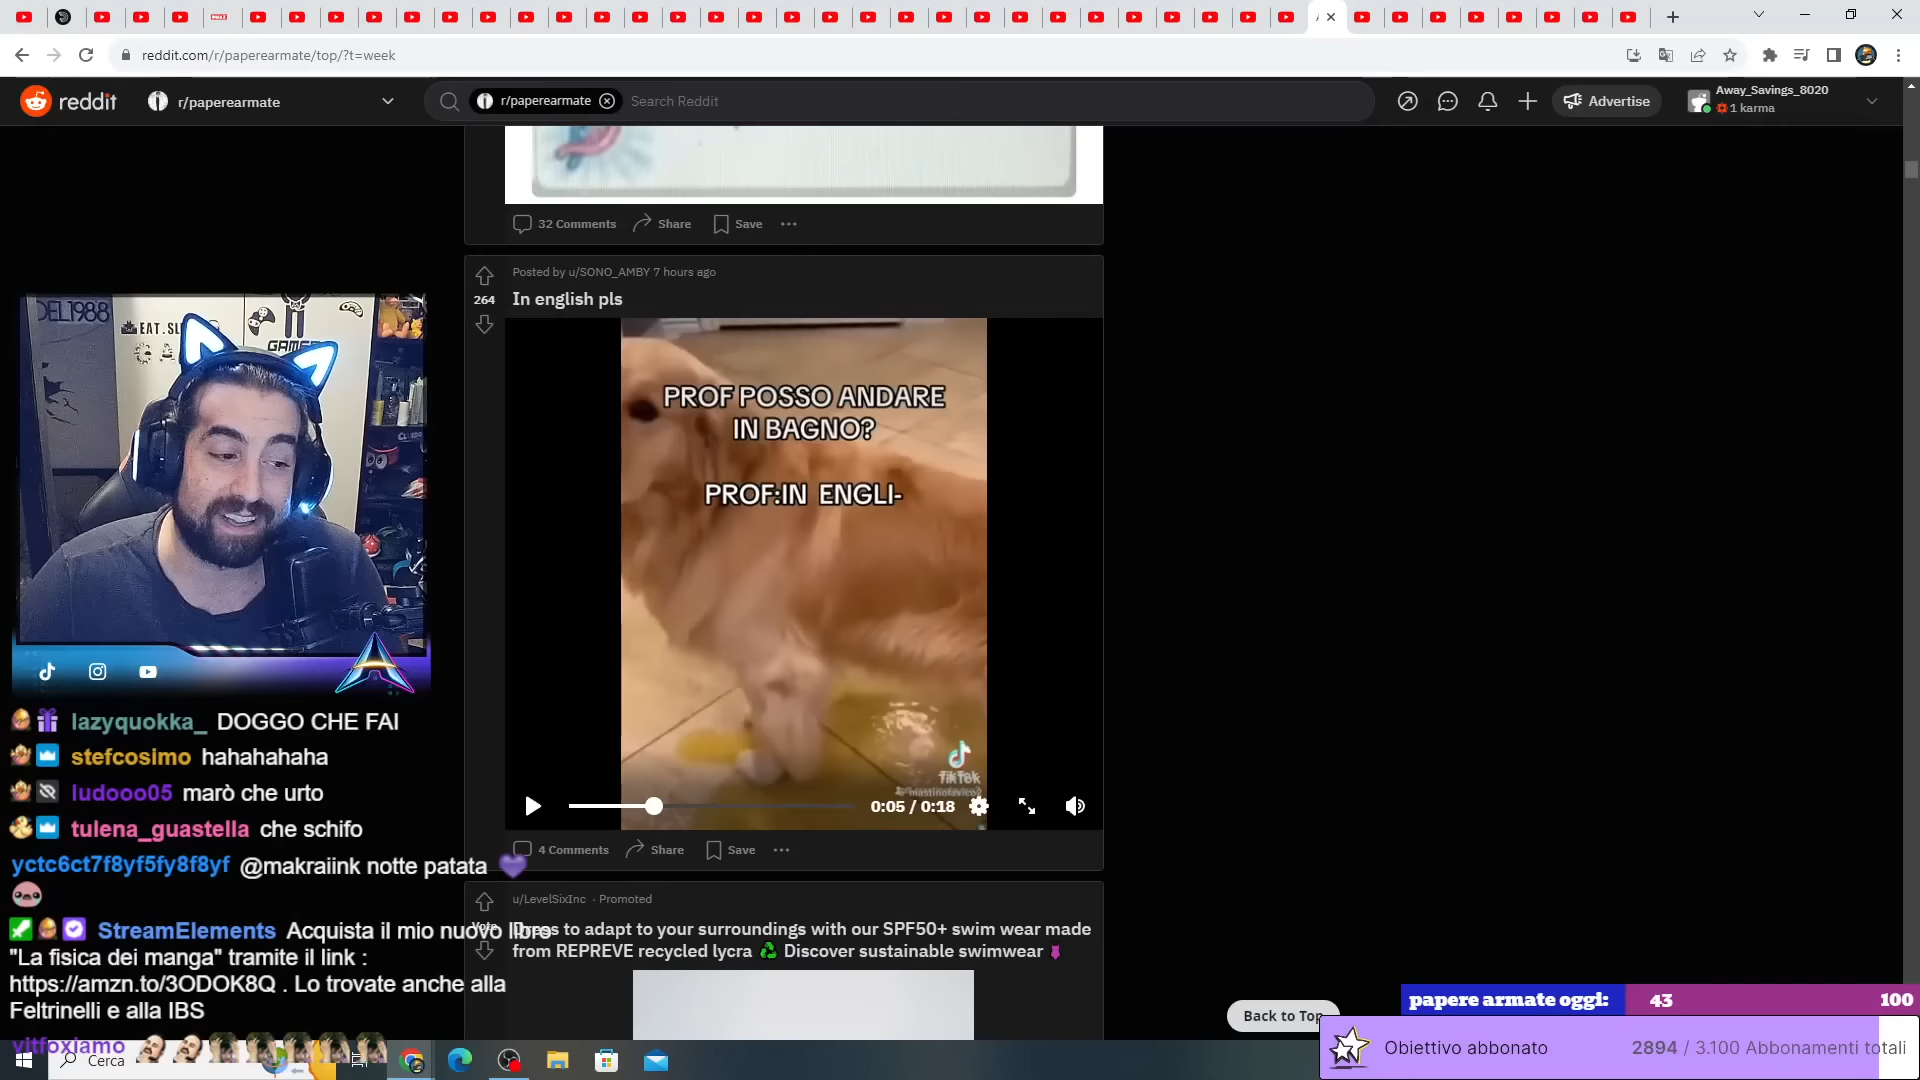 reddit.com/r/paperearmate/top/?t=week
reddit
r/paperearmate
r/paperearmate
Search Reddit
Advertise
Away_Savings_8020
1 karma
32 Comments
Share
Save
Posted by u/SONO_AMBY 7 hours ago
264
In english pls
PROF POSSO ANDARE
IN BAGNO?
PROF:IN ENGLI-
TikTok
0:05 / 0:18
4 Comments
Share
Save
u/LevelSixInc · Promoted
Vote
Dress to adapt to your surroundings with our SPF50+ swim wear made
from REPREVE recycled lycra ♻ Discover sustainable swimwear 🩱
Back to Top
DEL1988
EAT.SL
GAMER
lazyquokka_ DOGGO CHE FAI
stefcosimo hahahahaha
ludooo05 marò che urto
tulena_guastella che schifo
yctc6ct7f8yf5fy8f8yf @makraiink notte patata 💜
StreamElements Acquista il mio nuovo libro
"La fisica dei manga" tramite il link :
https://amzn.to/3ODOK8Q . Lo trovate anche alla
Feltrinelli e alla IBS
vitfoxiamo
Cerca
papere armate oggi: 43 100
Obiettivo abbonato 2894 / 3.100 Abbonamenti totali